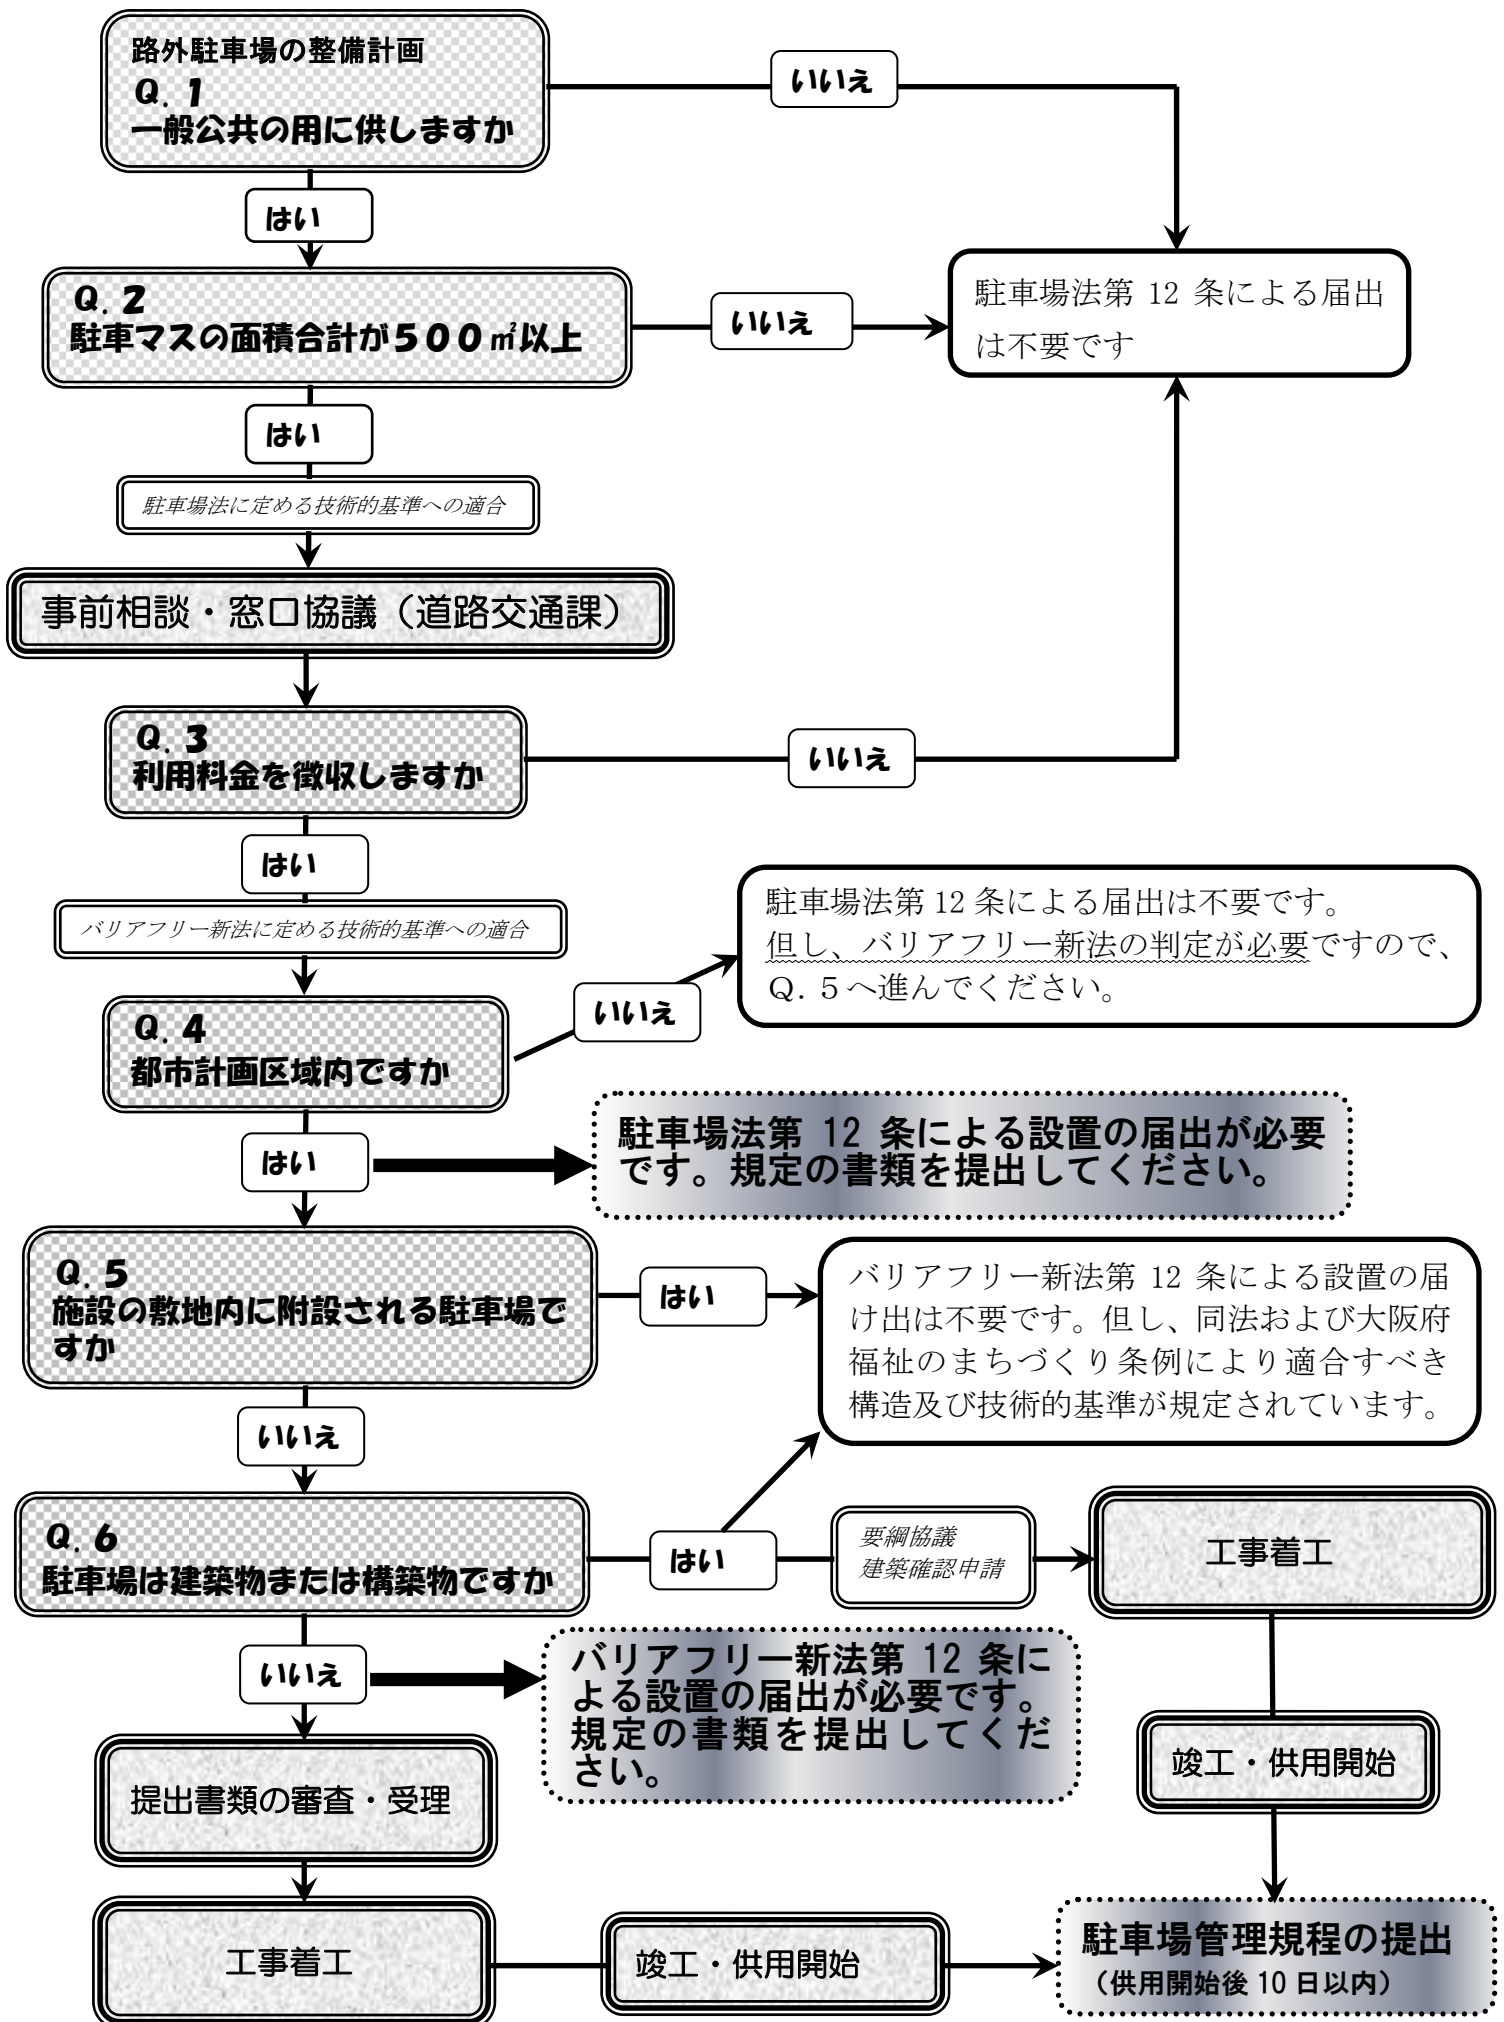 路外駐車場の整備計画
Q．1
一般公共の用に供しますか
いいえ
はい
Q．2
駐車マスの面積合計が５００㎡以上
いいえ
駐車場法第 12 条による届出
は不要です
はい
駐車場法に定める技術的基準への適合
事前相談・窓口協議（道路交通課）
Q．3
利用料金を徴収しますか
いいえ
はい
バリアフリー新法に定める技術的基準への適合
駐車場法第 12 条による届出は不要です。
但し、バリアフリー新法の判定が必要ですので、
Ｑ．５へ進んでください。
いいえ
Q．4
都市計画区域内ですか
はい
駐車場法第 12 条による設置の届出が必要
です。規定の書類を提出してください。
Q．5
施設の敷地内に附設される駐車場で
すか
はい
バリアフリー新法第 12 条による設置の届
け出は不要です。但し、同法および大阪府
福祉のまちづくり条例により適合すべき
構造及び技術的基準が規定されています。
いいえ
Q．6
駐車場は建築物または構築物ですか
はい
要綱協議
建築確認申請
工事着工
いいえ
バリアフリー新法第 12 条に
よる設置の届出が必要です。
規定の書類を提出してくだ
さい。
竣工・供用開始
提出書類の審査・受理
工事着工
竣工・供用開始
駐車場管理規程の提出
（供用開始後 10 日以内）